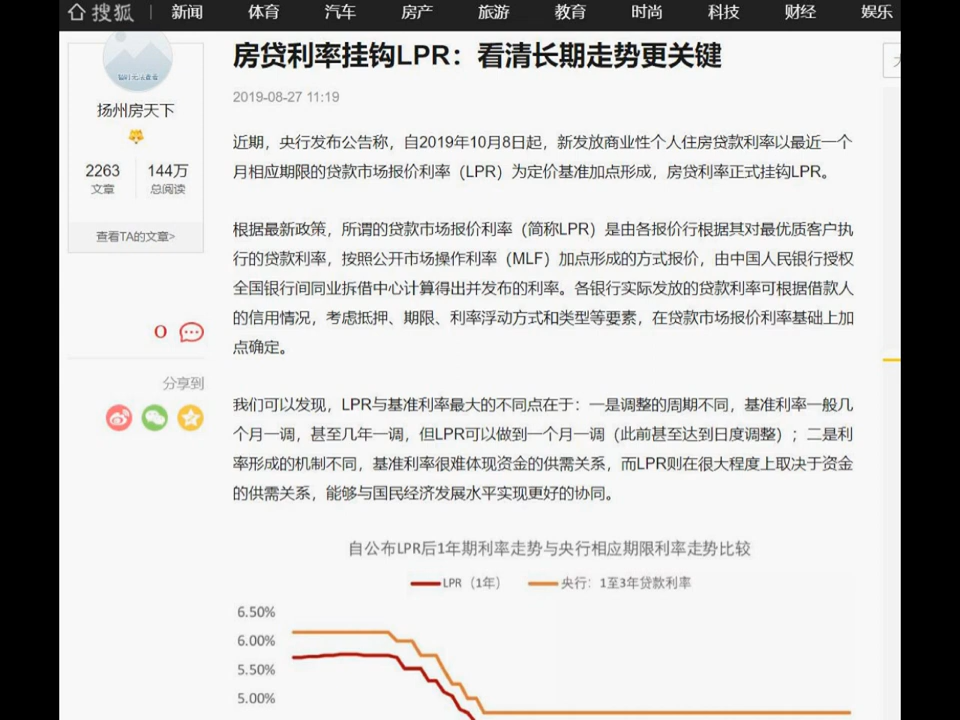 搜狐 | 新闻 体育 汽车 房产 旅游 教育 时尚 科技 财经 娱乐
扬州房天下
2263 144万
文章 总阅读
查看TA的文章>
0
分享到
房贷利率挂钩LPR：看清长期走势更关键
2019-08-27 11:19
近期，央行发布公告称，自2019年10月8日起，新发放商业性个人住房贷款利率以最近一个
月相应期限的贷款市场报价利率（LPR）为定价基准加点形成，房贷利率正式挂钩LPR。
根据最新政策，所谓的贷款市场报价利率（简称LPR）是由各报价行根据其对最优质客户执
行的贷款利率，按照公开市场操作利率（MLF）加点形成的方式报价，由中国人民银行授权
全国银行间同业拆借中心计算得出并发布的利率。各银行实际发放的贷款利率可根据借款人
的信用情况，考虑抵押、期限、利率浮动方式和类型等要素，在贷款市场报价利率基础上加
点确定。
我们可以发现，LPR与基准利率最大的不同点在于：一是调整的周期不同，基准利率一般几
个月一调，甚至几年一调，但LPR可以做到一个月一调（此前甚至达到日度调整）；二是利
率形成的机制不同，基准利率很难体现资金的供需关系，而LPR则在很大程度上取决于资金
的供需关系，能够与国民经济发展水平实现更好的协同。
自公布LPR后1年期利率走势与央行相应期限利率走势比较
LPR（1年） 央行：1至3年贷款利率
6.50%
6.00%
5.50%
5.00%